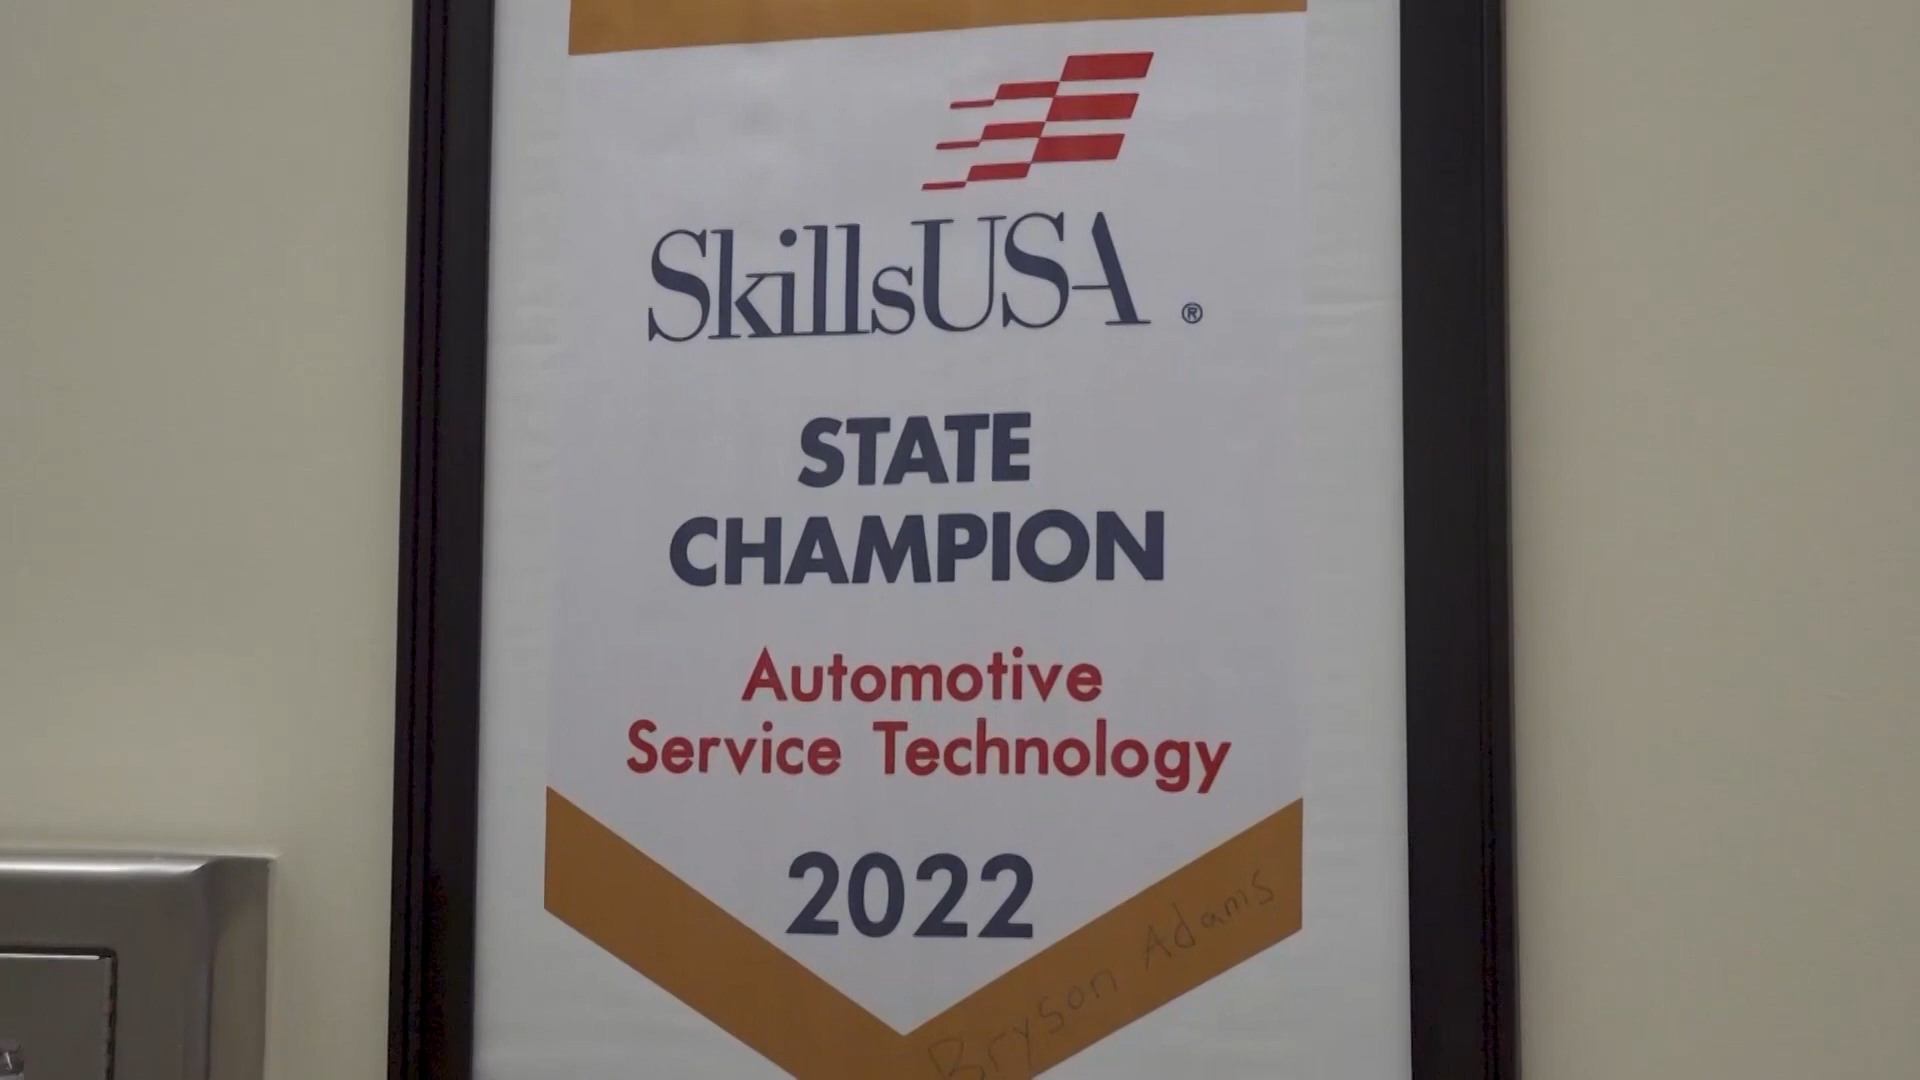 SkillsUSA ®
STATE
CHAMPION
Automotive
Service Technology
2022
Bryson Adams